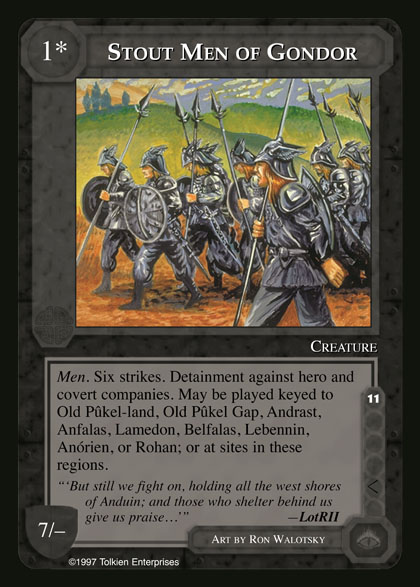 1*
STOUT MEN OF GONDOR
CREATURE
Men. Six strikes. Detainment against hero and
covert companies. May be played keyed to
Old Pûkel-land, Old Pûkel Gap, Andrast,
Anfalas, Lamedon, Belfalas, Lebennin,
Anórien, or Rohan; or at sites in these
regions.
11
“‘But still we fight on, holding all the west shores
of Anduin; and those who shelter behind us
give us praise…’” —LotRII
7/–
ART BY RON WALOTSKY
©1997 Tolkien Enterprises